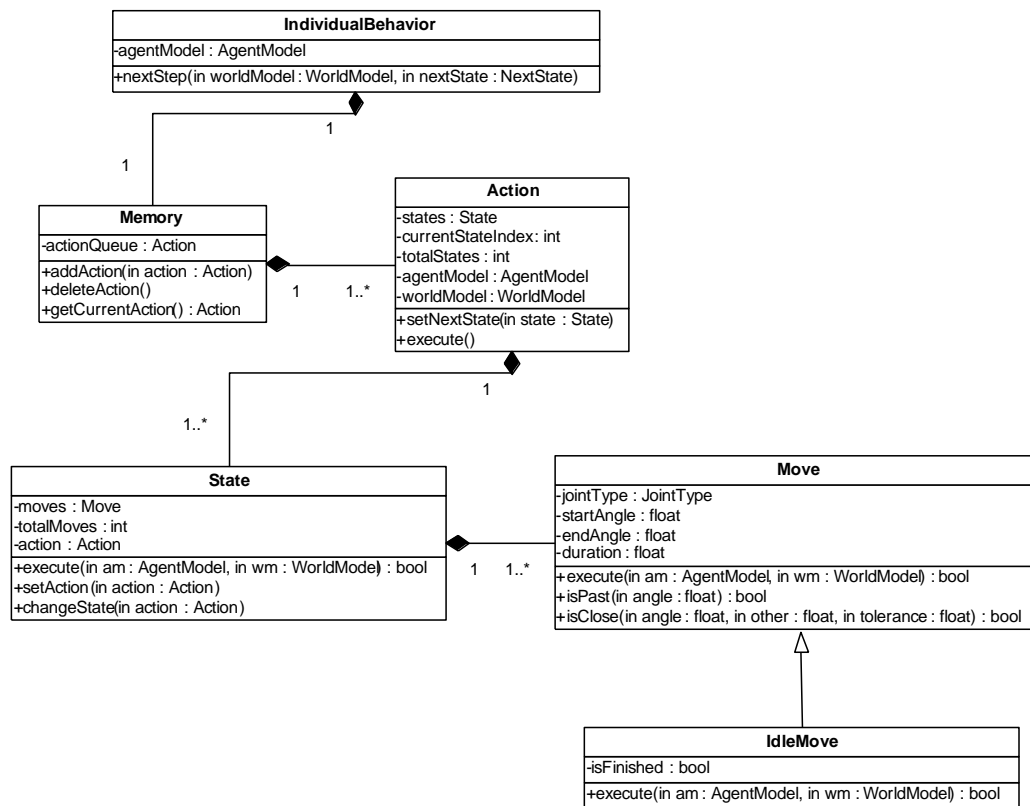 IndividualBehavior
-agentModel : AgentModel
+nextStep(in worldModel : WorldModel, in nextState : NextState)
1
1
Memory
-actionQueue : Action
+addAction(in action : Action)
+deleteAction()
+getCurrentAction() : Action
1
1..*
Action
-states : State
-currentStateIndex : int
-totalStates : int
-agentModel : AgentModel
-worldModel : WorldModel
+setNextState(in state : State)
+execute()
1
1..*
State
-moves : Move
-totalMoves : int
-action : Action
+execute(in am : AgentModel, in wm : WorldModel) : bool
+setAction(in action : Action)
+changeState(in action : Action)
1
1..*
Move
-jointType : JointType
-startAngle : float
-endAngle : float
-duration : float
+execute(in am : AgentModel, in wm : WorldModel) : bool
+isPast(in angle : float) : bool
+isClose(in angle : float, in other : float, in tolerance : float) : bool
IdleMove
-isFinished : bool
+execute(in am : AgentModel, in wm : WorldModel) : bool